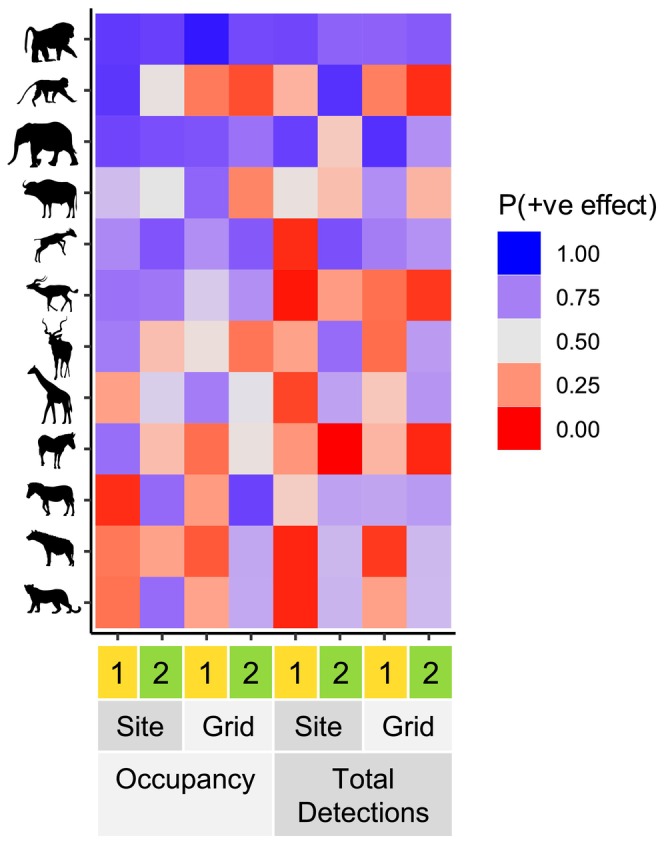 P(+ve effect)
1.00
0.75
0.50
0.25
0.00
1 2 1 2 1 2 1 2
Site Grid Site Grid
Occupancy Total
Detections